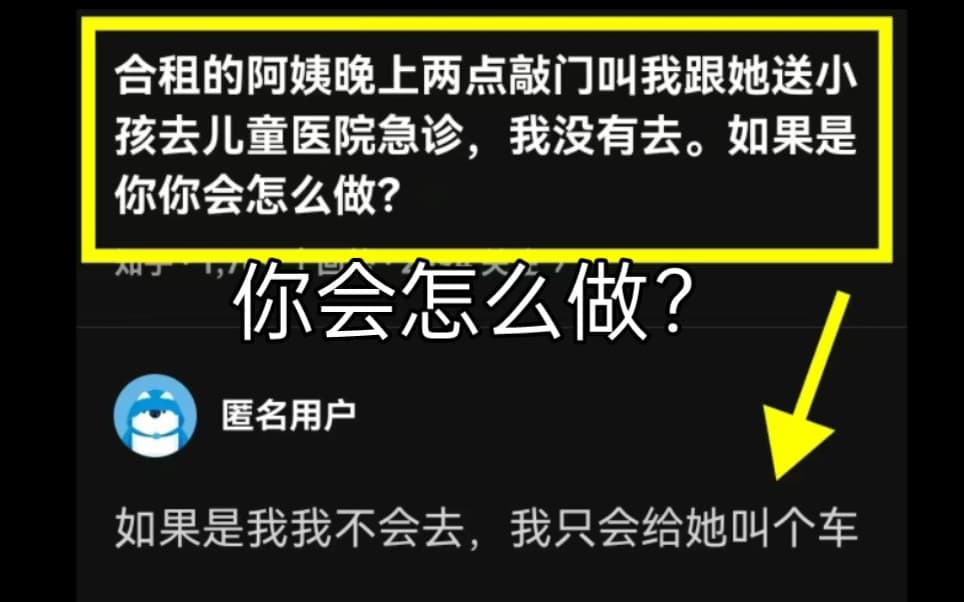 合租的阿姨晚上两点敲门叫我跟她送小
孩去儿童医院急诊，我没有去。如果是
你你会怎么做？
你会怎么做？
匿名用户
如果是我我不会去，我只会给她叫个车